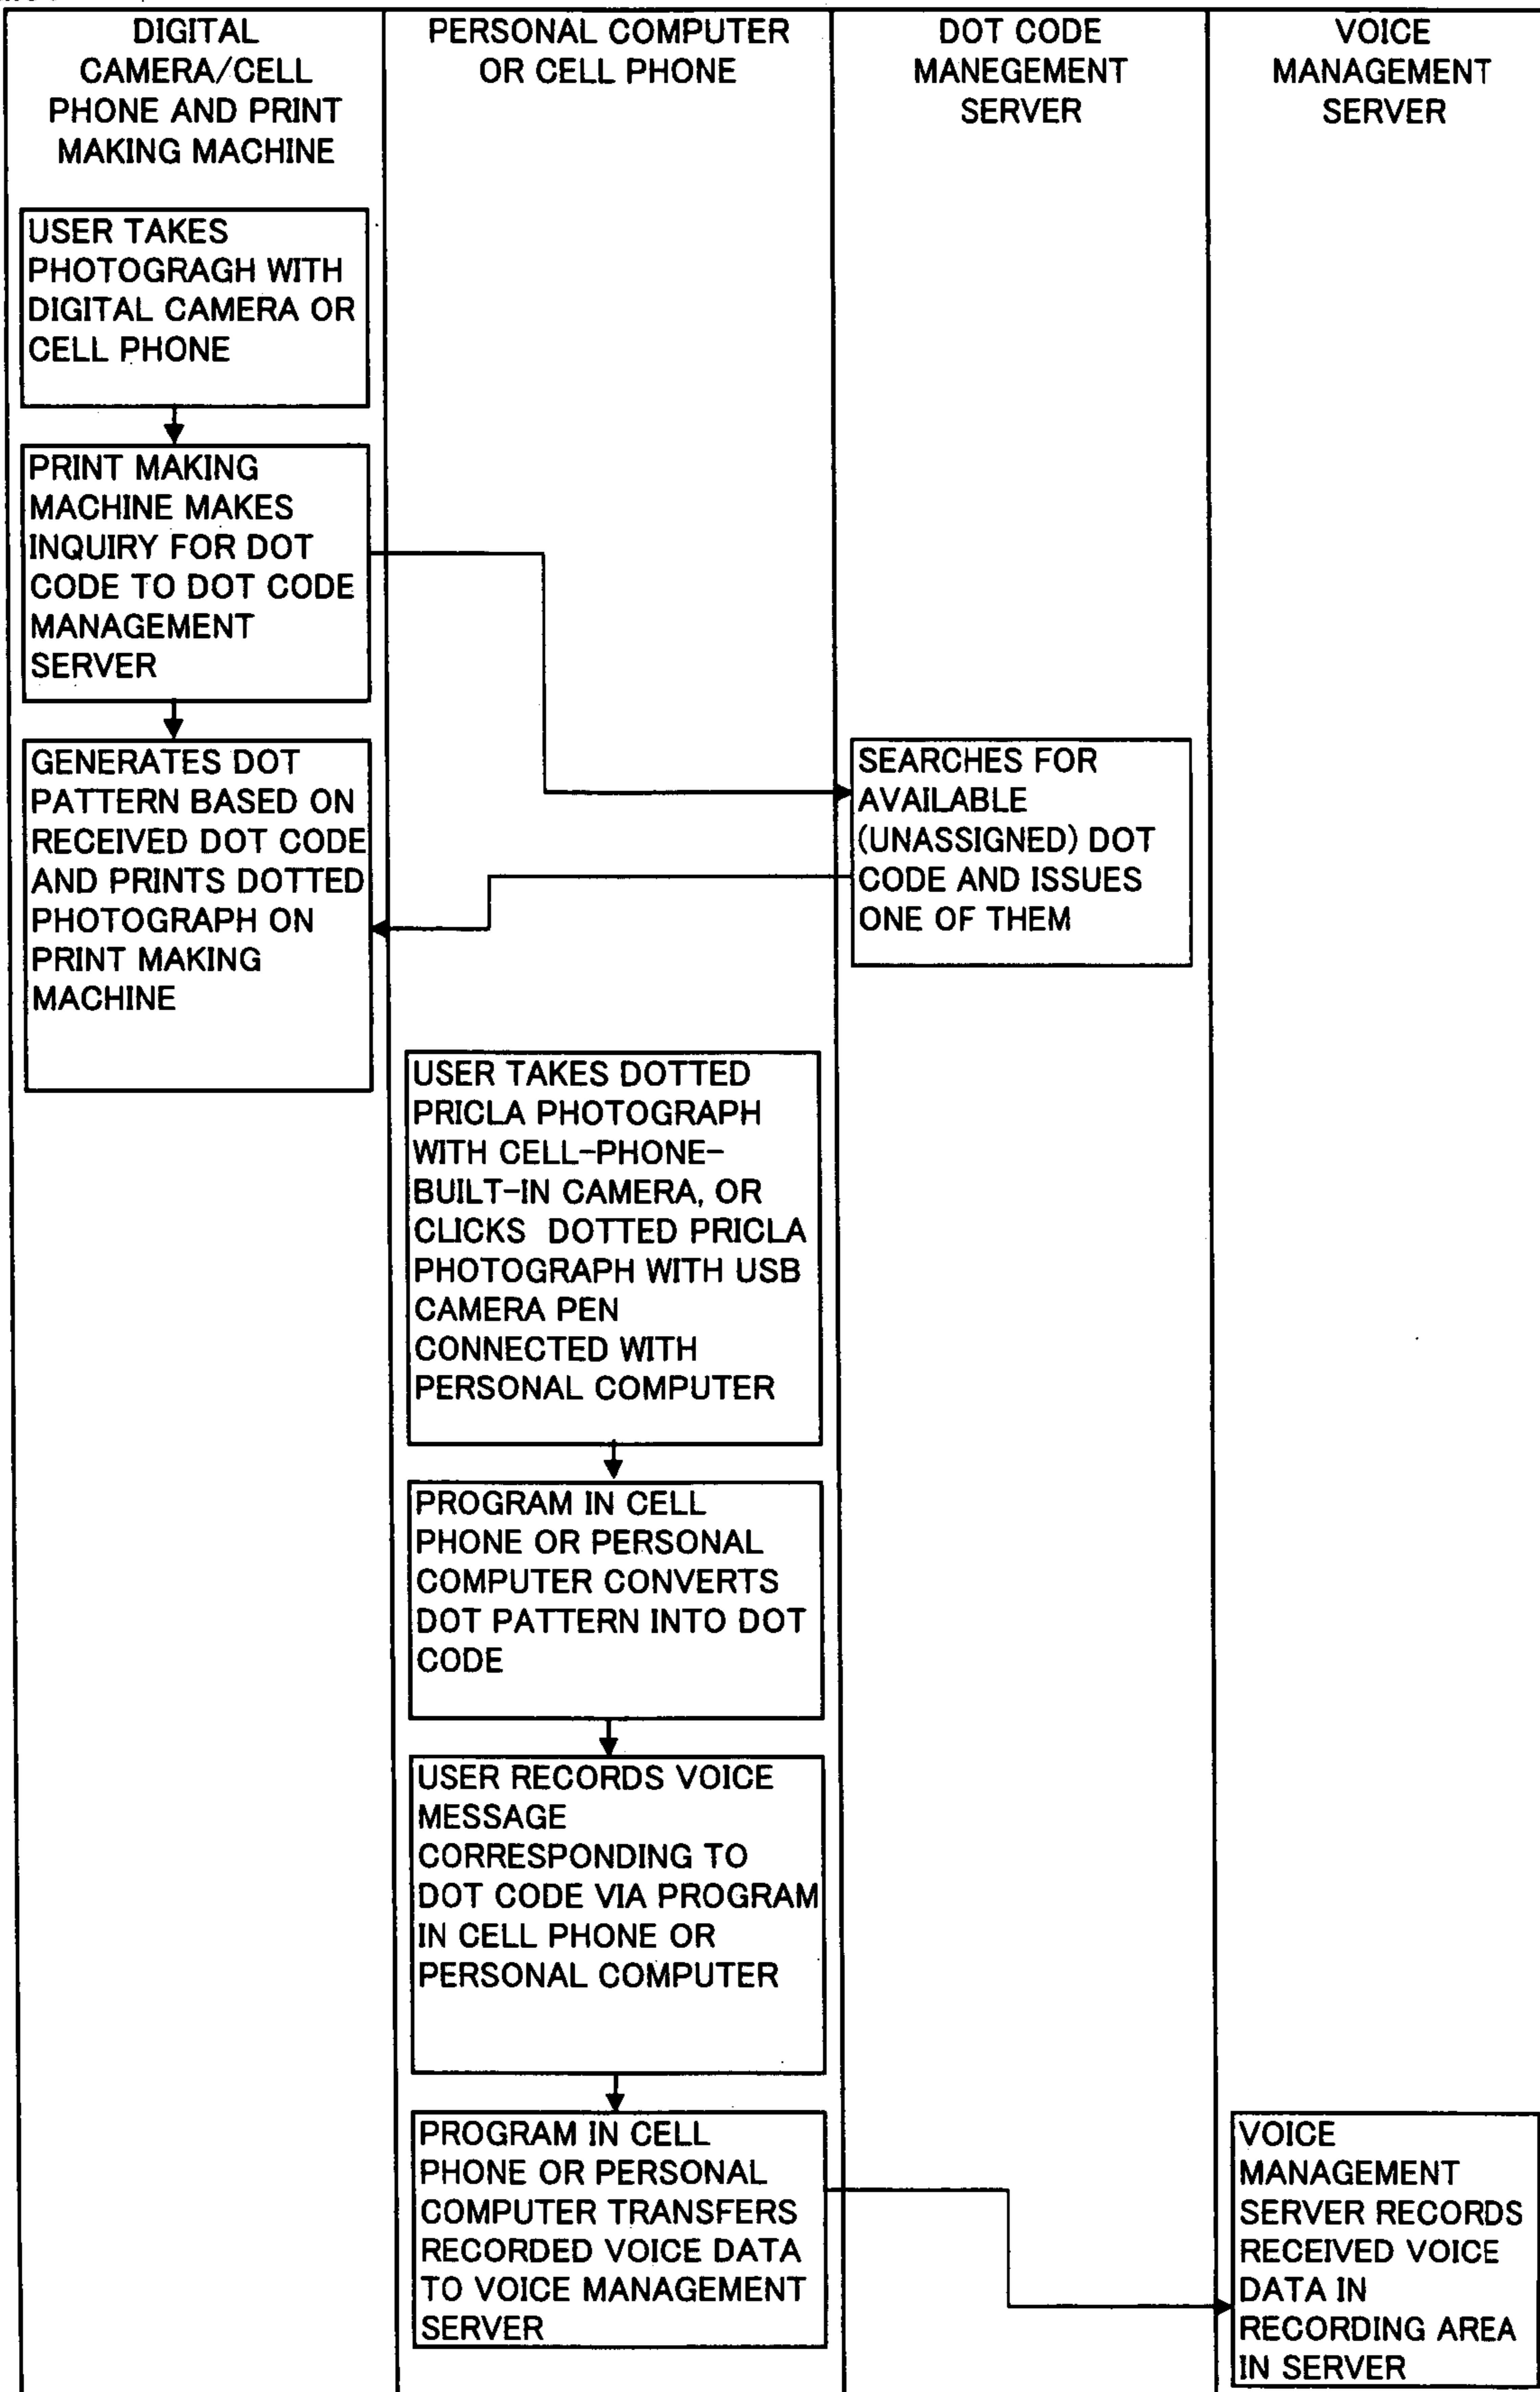 DIGITAL
CAMERA/CELL
PHONE AND PRINT
MAKING MACHINE
PERSONAL COMPUTER
OR CELL PHONE
DOT CODE
MANEGEMENT
SERVER
VOICE
MANAGEMENT
SERVER
USER TAKES
PHOTOGRAGH WITH
DIGITAL CAMERA OR
CELL PHONE
PRINT MAKING
MACHINE MAKES
INQUIRY FOR DOT
CODE TO DOT CODE
MANAGEMENT
SERVER
GENERATES DOT
PATTERN BASED ON
RECEIVED DOT CODE
AND PRINTS DOTTED
PHOTOGRAPH ON
PRINT MAKING
MACHINE
SEARCHES FOR
AVAILABLE
(UNASSIGNED) DOT
CODE AND ISSUES
ONE OF THEM
USER TAKES DOTTED
PRICLA PHOTOGRAPH
WITH CELL-PHONE-
BUILT-IN CAMERA, OR
CLICKS DOTTED PRICLA
PHOTOGRAPH WITH USB
CAMERA PEN
CONNECTED WITH
PERSONAL COMPUTER
PROGRAM IN CELL
PHONE OR PERSONAL
COMPUTER CONVERTS
DOT PATTERN INTO DOT
CODE
USER RECORDS VOICE
MESSAGE
CORRESPONDING TO
DOT CODE VIA PROGRAM
IN CELL PHONE OR
PERSONAL COMPUTER
PROGRAM IN CELL
PHONE OR PERSONAL
COMPUTER TRANSFERS
RECORDED VOICE DATA
TO VOICE MANAGEMENT
SERVER
VOICE
MANAGEMENT
SERVER RECORDS
RECEIVED VOICE
DATA IN
RECORDING AREA
IN SERVER